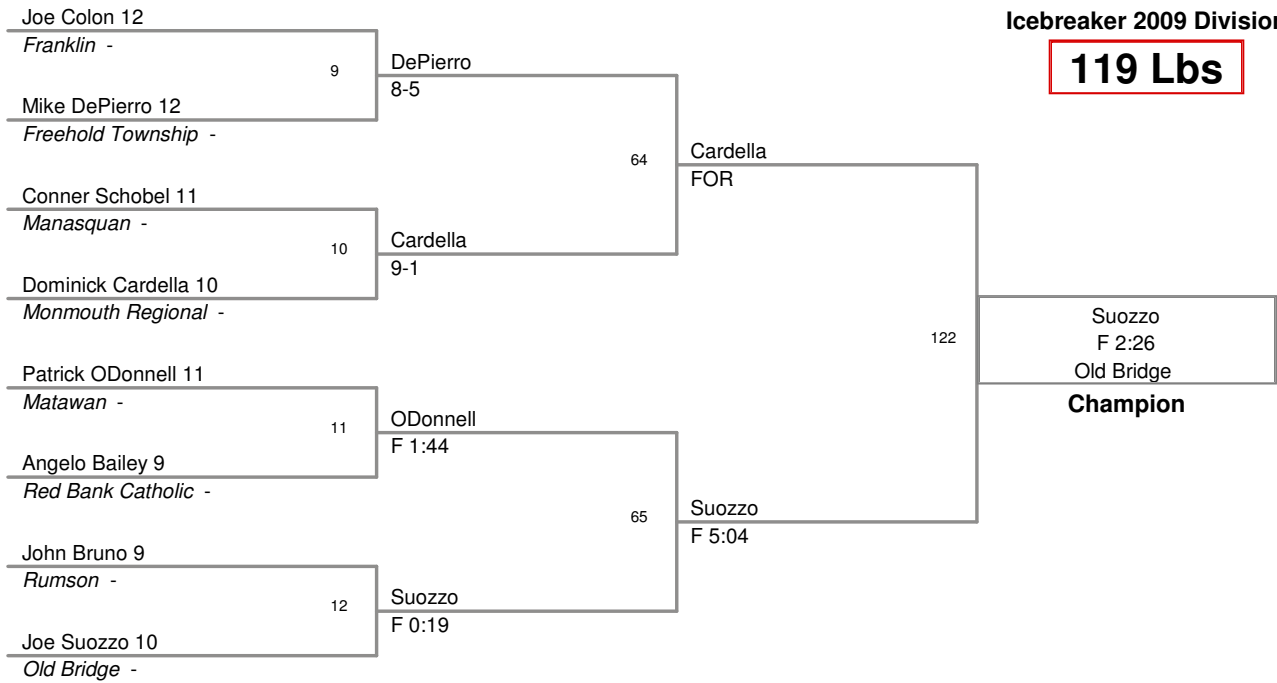 Icebreaker 2009 Division
119 Lbs
Joe Colon 12
Franklin -
9
Mike DePierro 12
Freehold Township -
DePierro
8-5
Conner Schobel 11
Manasquan -
10
Dominick Cardella 10
Monmouth Regional -
Cardella
9-1
64
Cardella
FOR
Patrick ODonnell 11
Matawan -
11
Angelo Bailey 9
Red Bank Catholic -
ODonnell
F 1:44
John Bruno 9
Rumson -
12
Joe Suozzo 10
Old Bridge -
Suozzo
F 0:19
65
Suozzo
F 5:04
122
Suozzo
F 2:26
Old Bridge
Champion